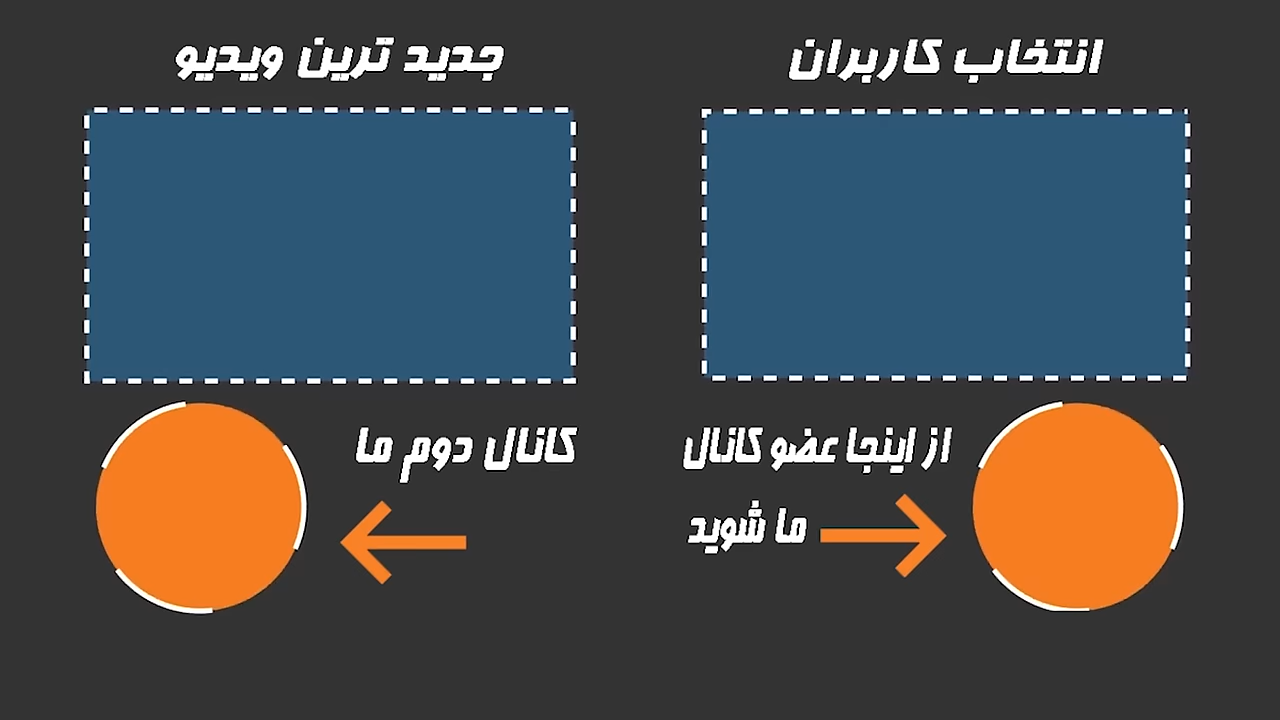 انتخاب کاربران
جدید ترین ویدیو
از اینجا عضو کانال
ما شوید
کانال دوم ما